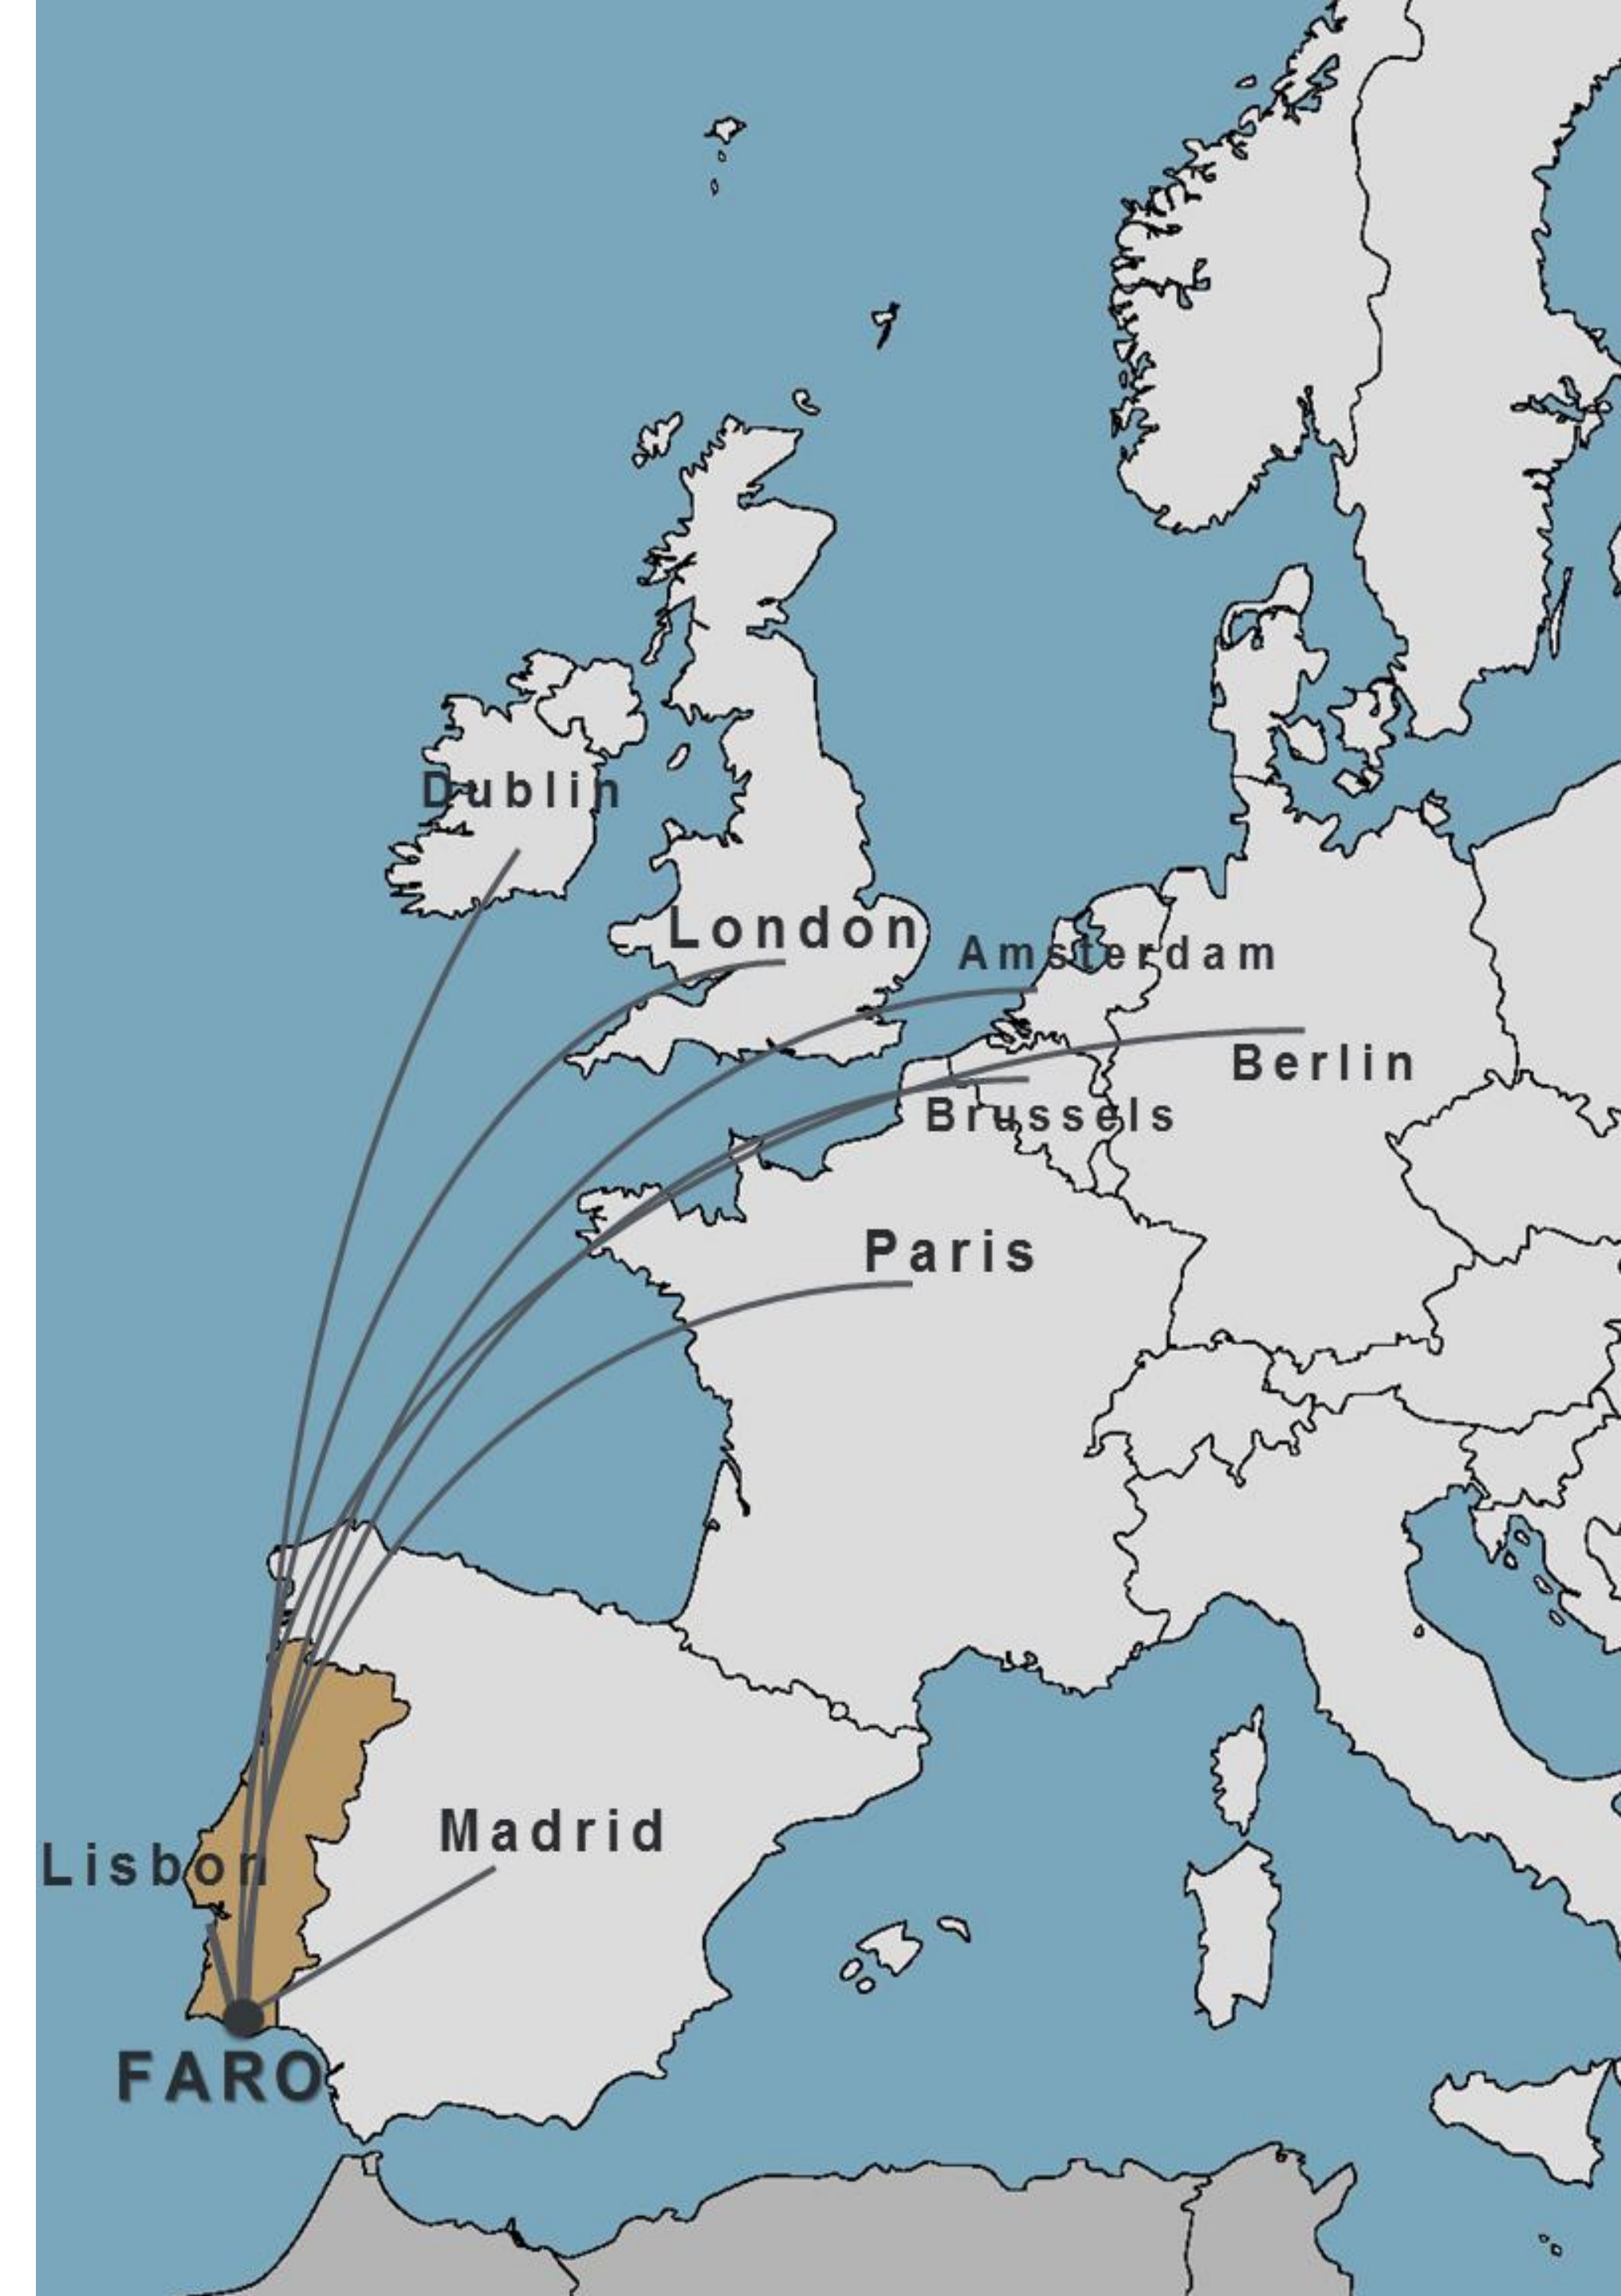 Dublin
London
Amsterdam
Berlin
Brussels
Paris
Madrid
Lisbon
FARO